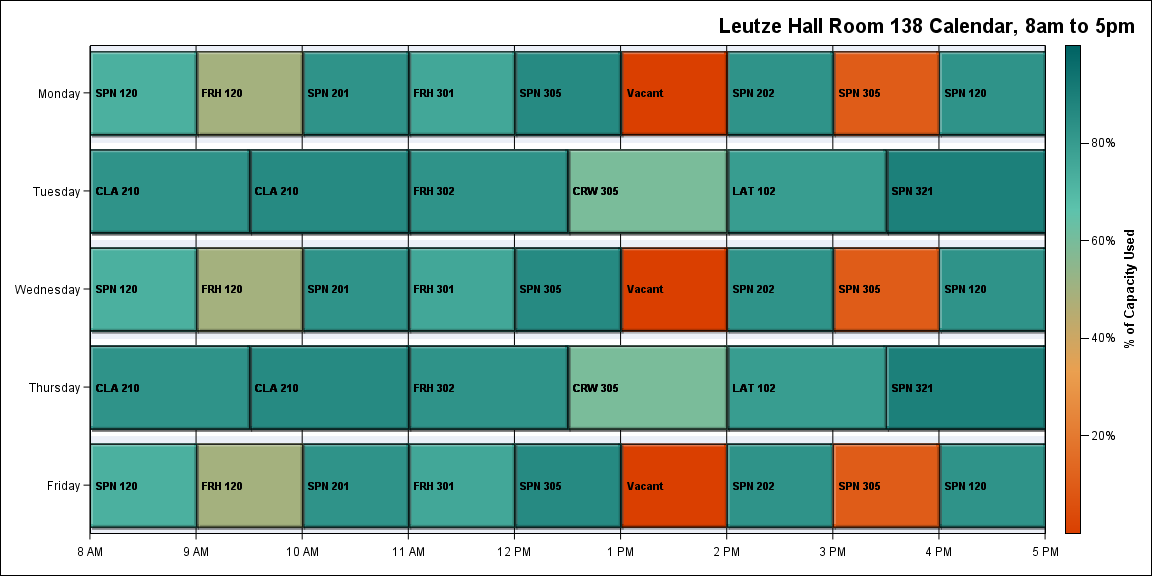 Leutze Hall Room 138 Calendar, 8am to 5pm
Monday
SPN 120
FRH 120
SPN 201
FRH 301
SPN 305
Vacant
SPN 202
SPN 305
SPN 120
Tuesday
CLA 210
CLA 210
FRH 302
CRW 305
LAT 102
SPN 321
Wednesday
SPN 120
FRH 120
SPN 201
FRH 301
SPN 305
Vacant
SPN 202
SPN 305
SPN 120
Thursday
CLA 210
CLA 210
FRH 302
CRW 305
LAT 102
SPN 321
Friday
SPN 120
FRH 120
SPN 201
FRH 301
SPN 305
Vacant
SPN 202
SPN 305
SPN 120
8 AM
9 AM
10 AM
11 AM
12 PM
1 PM
2 PM
3 PM
4 PM
5 PM
80%
60%
40%
20%
% of Capacity Used